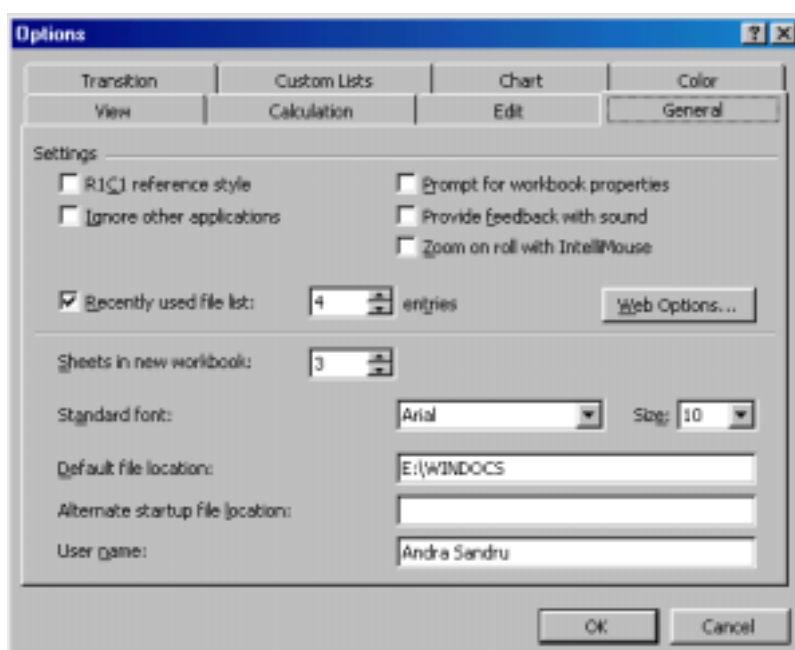 Options
Transition Custom Lists Chart Color
View Calculation Edit General
Settings
R1C1 reference style Prompt for workbook properties
Ignore other applications Provide feedback with sound
Zoom on roll with IntelliMouse
Recently used file list: 4 entries Web Options...
Sheets in new workbook: 3
Standard font: Arial Size: 10
Default file location: E:\WINDOCS
Alternate startup file location:
User name: Andra Sandru
OK Cancel